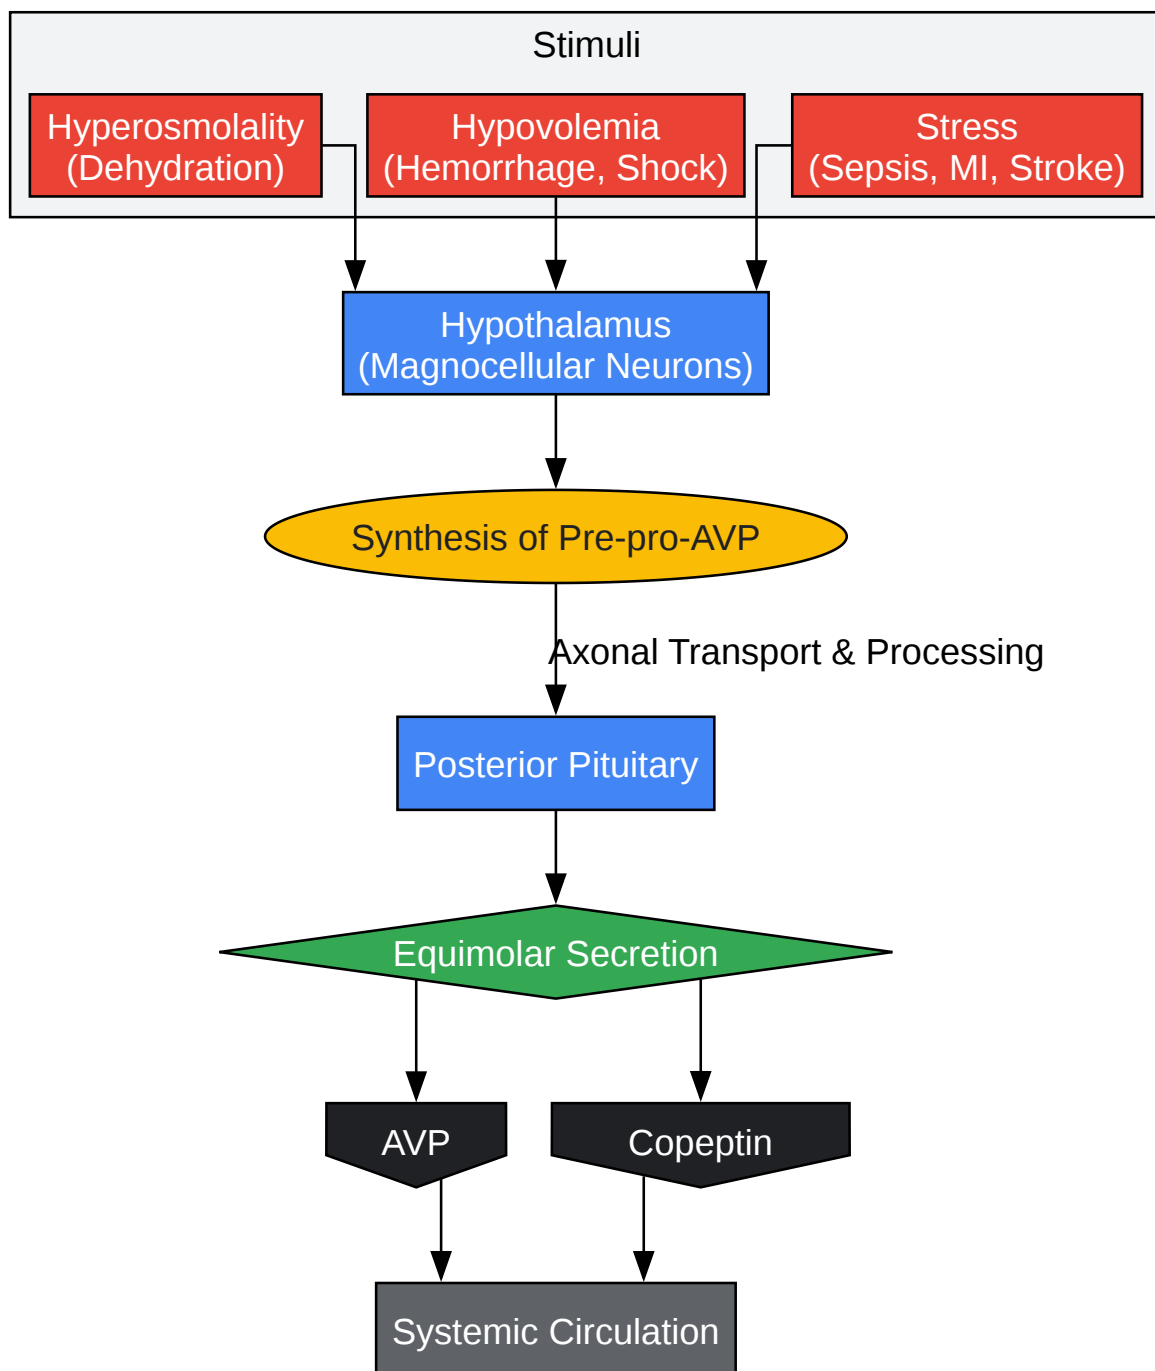 Stimuli
Hyperosmolality
(Dehydration)
Hypovolemia
(Hemorrhage, Shock)
Stress
(Sepsis, MI, Stroke)
Hypothalamus
(Magnocellular Neurons)
Synthesis of Pre-pro-AVP
Axonal Transport & Processing
Posterior Pituitary
Equimolar Secretion
AVP
Copeptin
Systemic Circulation